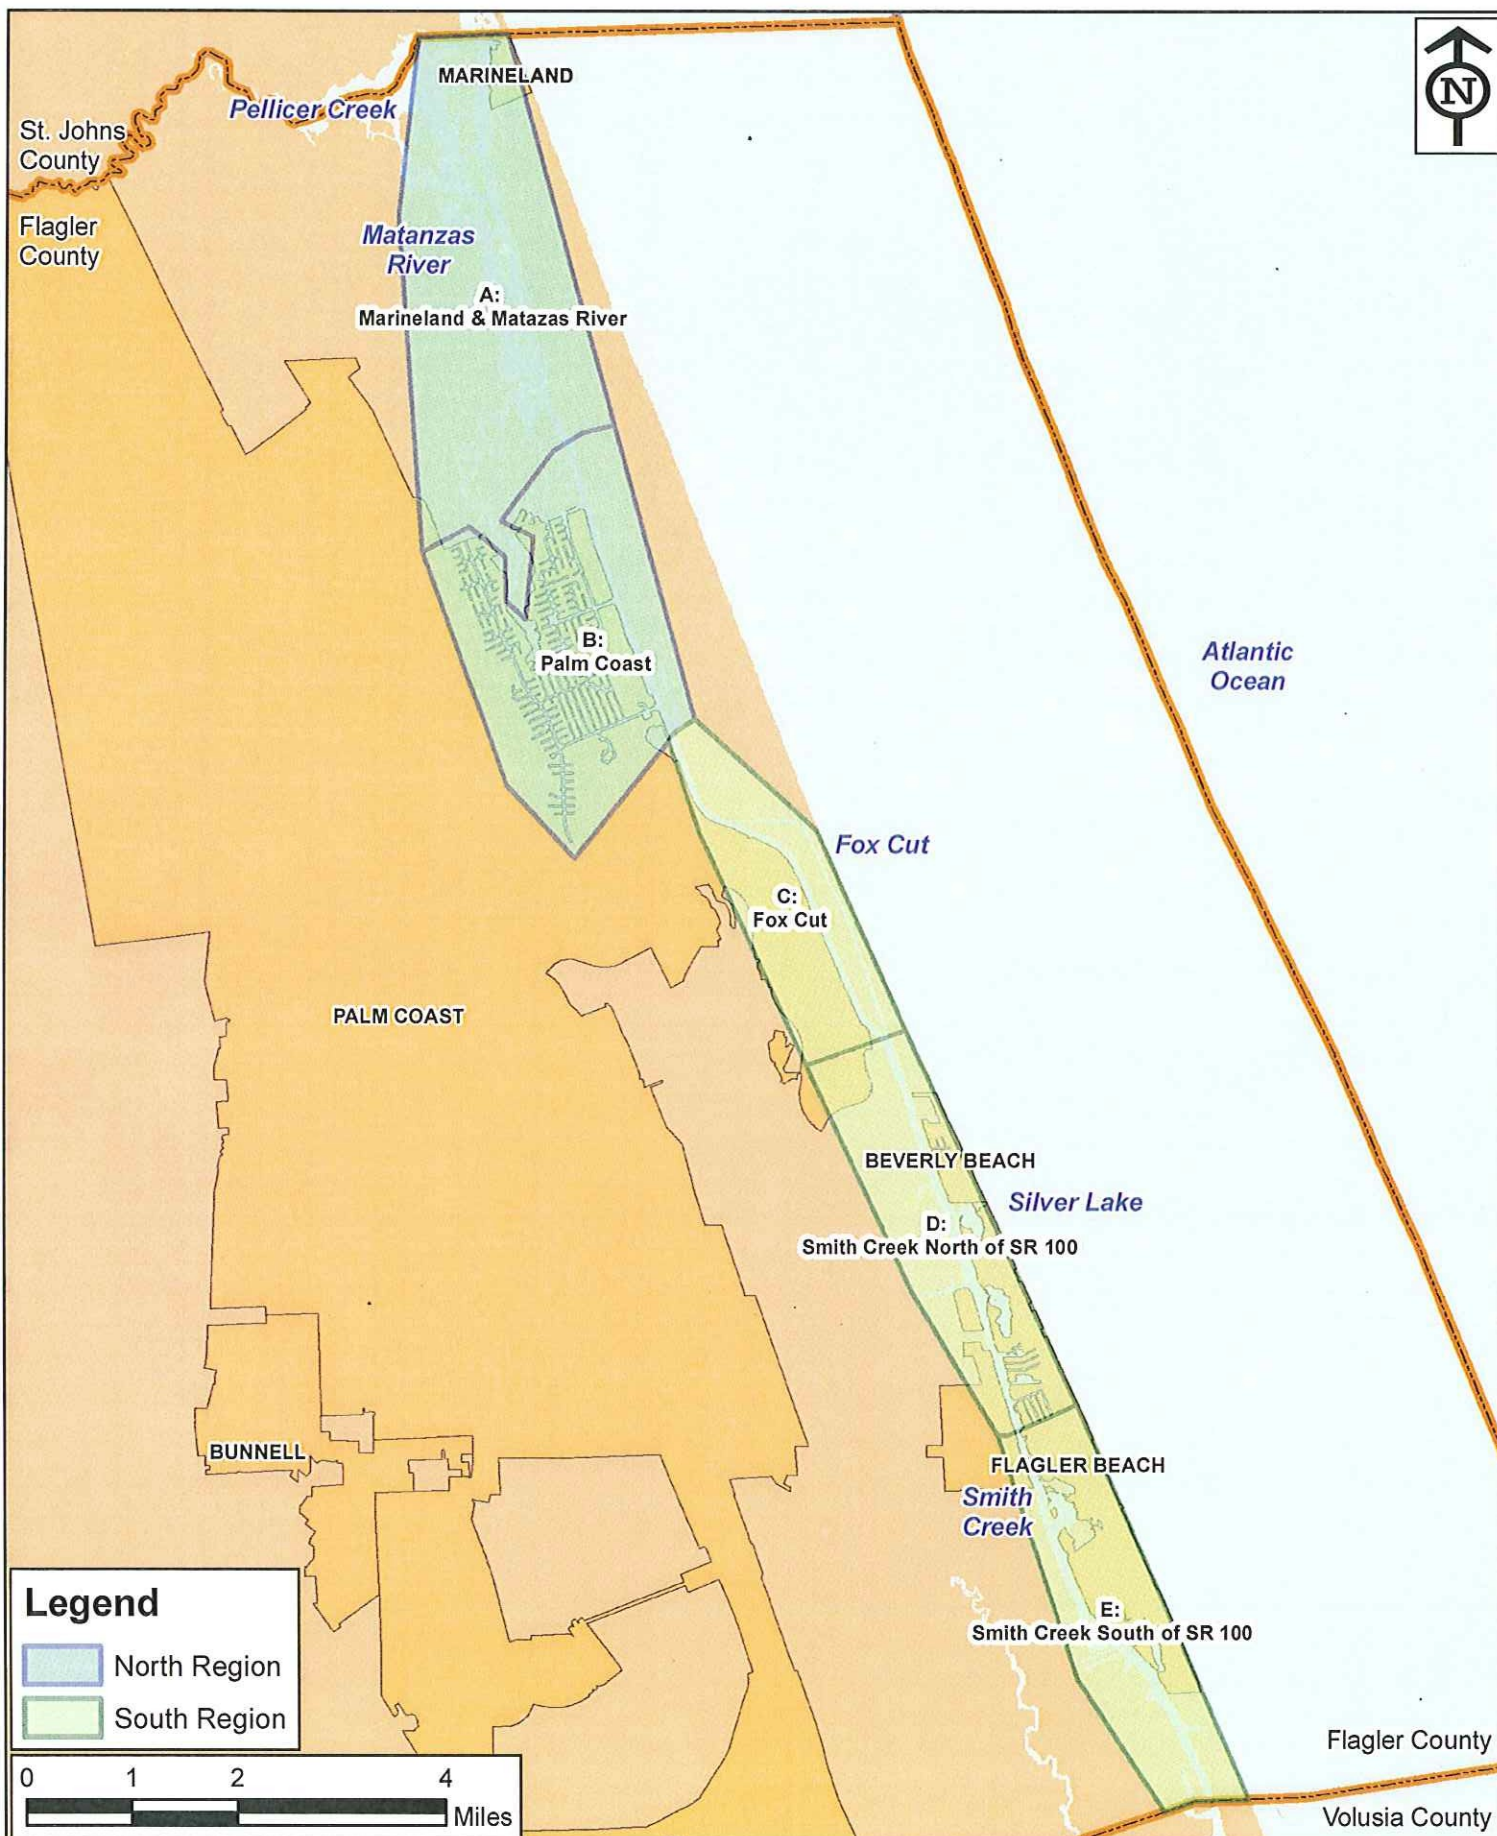 N
MARINELAND
Pellicer Creek
St. Johns
County
Flagler
County
Matanzas
River
A:
Marineland & Matazas River
B:
Palm Coast
Atlantic
Ocean
Fox Cut
C:
Fox Cut
PALM COAST
BEVERLY BEACH
Silver Lake
D:
Smith Creek North of SR 100
BUNNELL
FLAGLER BEACH
Smith
Creek
E:
Smith Creek South of SR 100
Legend
North Region
South Region
Flagler County
0 1 2 4
Miles
Volusia County